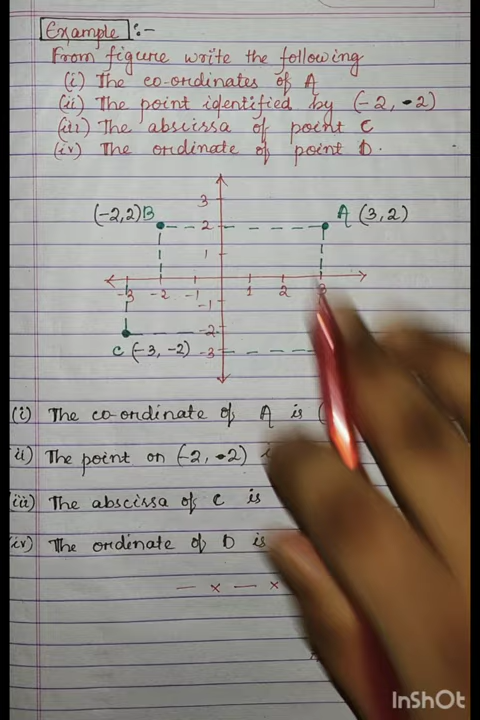 Example :-
From figure write the following
(i) The co-ordinates of A
(ii) The point identified by (-2, -2)
(iii) The abscissa of point C
(iv) The ordinate of point D.
(-2,2) B
A (3,2)
3
2
1
-3 -2 -1 1 2 3
-1
-2
-3
C (-3, -2)
(i) The co-ordinate of A is (
ii) The point on (-2, -2)
(iii) The abscissa of C is
(iv) The ordinate of D is
— x — x
InShOt